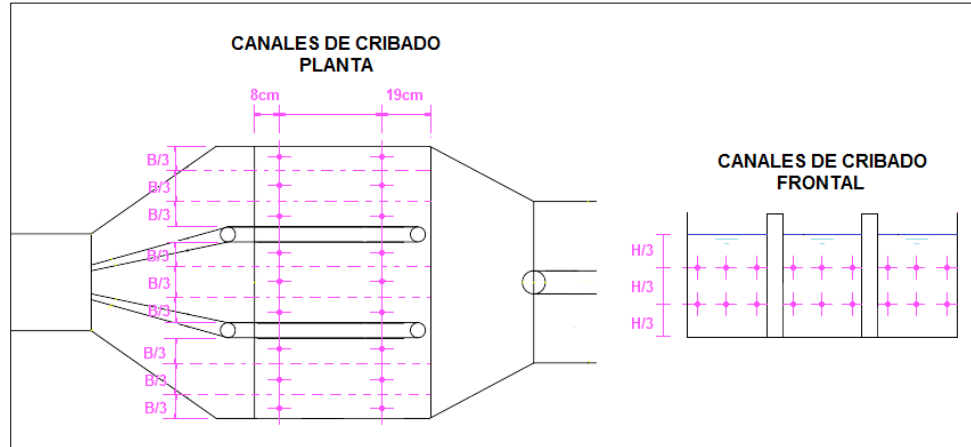 CANALES DE CRIBADO
PLANTA
8cm
19cm
B/3
B/3
B/3
B/3
B/3
B/3
B/3
B/3
B/3
CANALES DE CRIBADO
FRONTAL
H/3
H/3
H/3